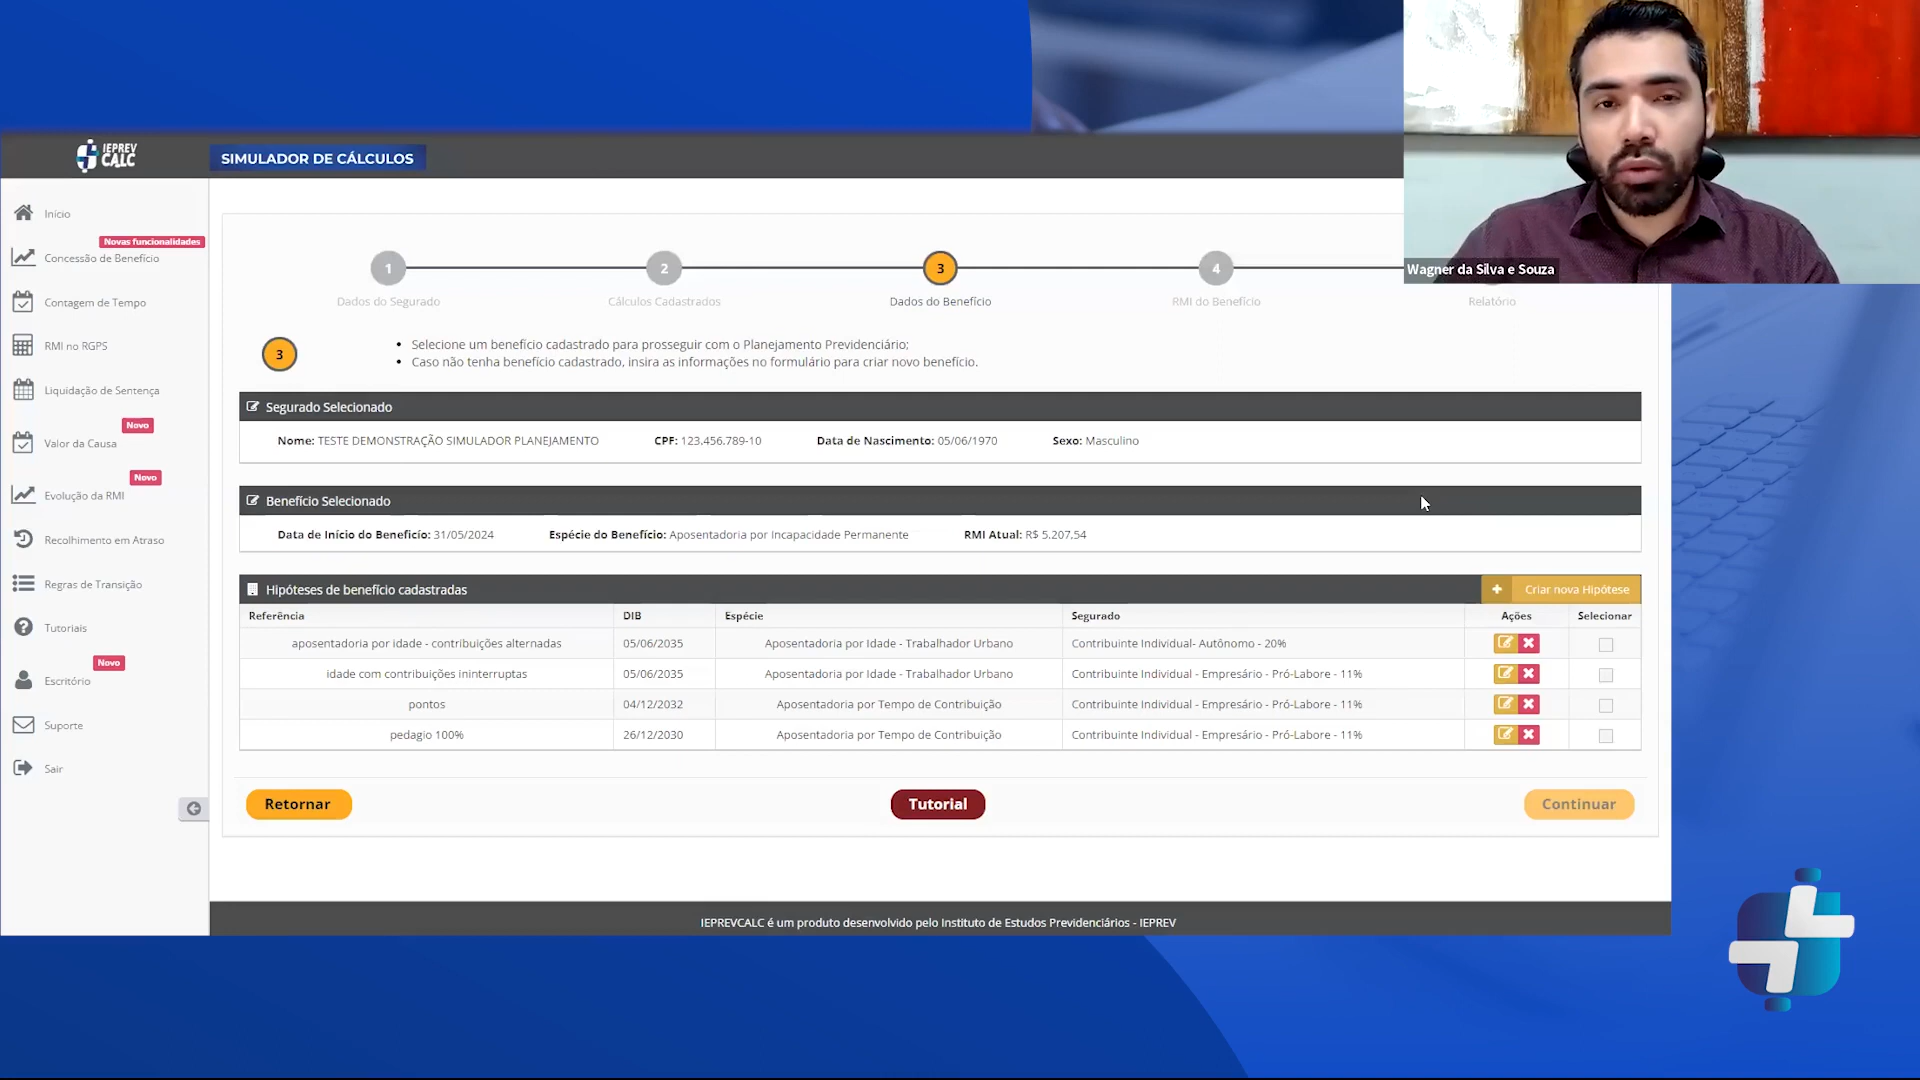 IEPREV
CALC
SIMULADOR DE CÁLCULOS
Wagner da Silva e Souza
Início
Novas funcionalidades
Concessão de Benefício
Contagem de Tempo
RMI no RGPS
Liquidação de Sentença
Novo
Valor da Causa
Novo
Evolução da RMI
Recolhimento em Atraso
Regras de Transição
Tutoriais
Novo
Escritório
Suporte
Sair
1 2 3 4
Dados do Segurado Cálculos Cadastrados Dados do Benefício RMI do Benefício Relatório
3
• Selecione um benefício cadastrado para prosseguir com o Planejamento Previdenciário;
• Caso não tenha benefício cadastrado, insira as informações no formulário para criar novo benefício.
Segurado Selecionado
Nome: TESTE DEMONSTRAÇÃO SIMULADOR PLANEJAMENTO CPF: 123.456.789-10 Data de Nascimento: 05/06/1970 Sexo: Masculino
Benefício Selecionado
Data de Início do Benefício: 31/05/2024 Espécie do Benefício: Aposentadoria por Incapacidade Permanente RMI Atual: R$ 5.207,54
Hipóteses de benefício cadastradas + Criar nova Hipótese
Referência DIB Espécie Segurado Ações Selecionar
aposentadoria por idade - contribuições alternadas 05/06/2035 Aposentadoria por Idade - Trabalhador Urbano Contribuinte Individual- Autônomo - 20%
idade com contribuições ininterruptas 05/06/2035 Aposentadoria por Idade - Trabalhador Urbano Contribuinte Individual - Empresário - Pró-Labore - 11%
pontos 04/12/2032 Aposentadoria por Tempo de Contribuição Contribuinte Individual - Empresário - Pró-Labore - 11%
pedagio 100% 26/12/2030 Aposentadoria por Tempo de Contribuição Contribuinte Individual - Empresário - Pró-Labore - 11%
Retornar Tutorial Continuar
IEPREVCALC é um produto desenvolvido pelo Instituto de Estudos Previdenciários - IEPREV